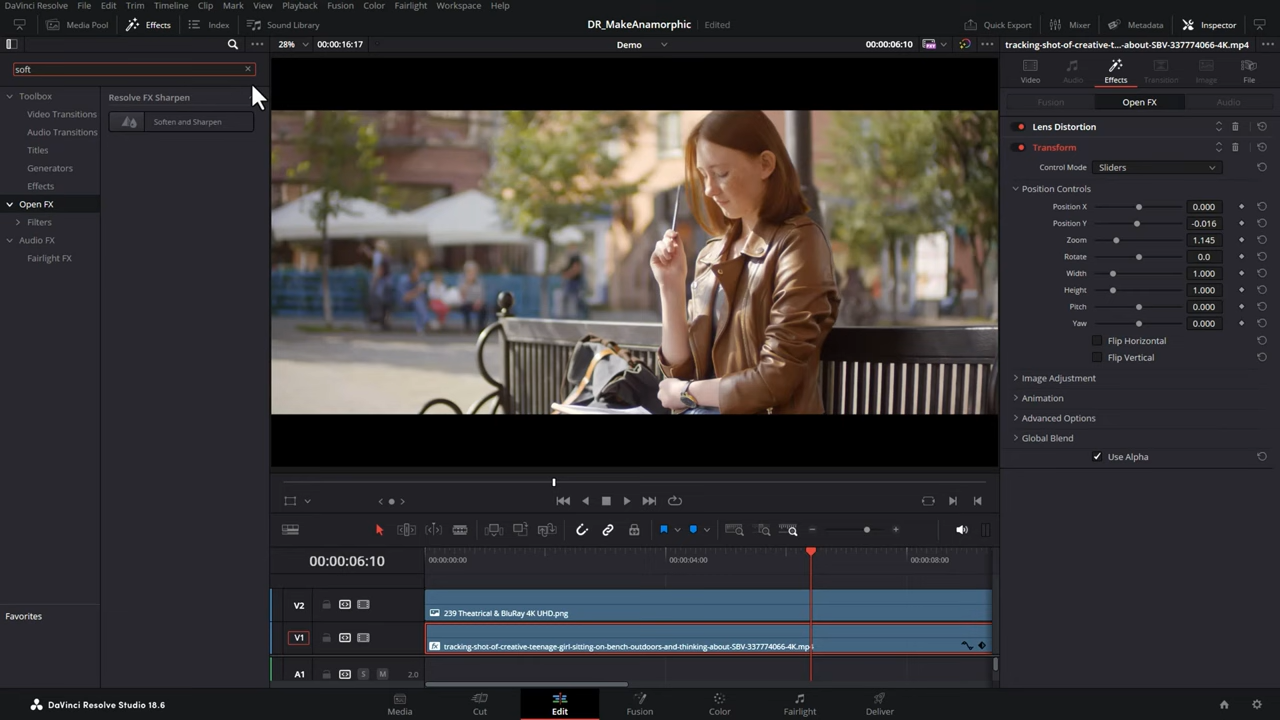 DaVinci Resolve File Edit Trim Timeline Clip Mark View Playback Fusion Color Fairlight Workspace Help
Media Pool Effects Index Sound Library DR_MakeAnamorphic Edited Quick Export Mixer Metadata Inspector
28% 00:00:16:17 Demo 00:00:06:10 tracking-shot-of-creative-t...-about-SBV-337774066-4K.mp4
soft
Video Audio Effects Transition Image File
Toolbox
Video Transitions
Audio Transitions
Titles
Generators
Effects
Open FX
Filters
Audio FX
Fairlight FX
Favorites
Resolve FX Sharpen
Soften and Sharpen
Fusion Open FX Audio
Lens Distortion
Transform
Control Mode Sliders
Position Controls
Position X 0.000
Position Y -0.016
Zoom 1.145
Rotate 0.0
Width 1.000
Height 1.000
Pitch 0.000
Yaw 0.000
Flip Horizontal
Flip Vertical
Image Adjustment
Animation
Advanced Options
Global Blend
Use Alpha
00:00:06:10 00:00:00:00 00:00:04:00 00:00:08:00
V2 239 Theatrical & BluRay 4K UHD.png
V1 tracking-shot-of-creative-teenage-girl-sitting-on-bench-outdoors-and-thinking-about-SBV-337774066-4K.mp4
A1 S M 2.0
DaVinci Resolve Studio 18.6 Media Cut Edit Fusion Color Fairlight Deliver